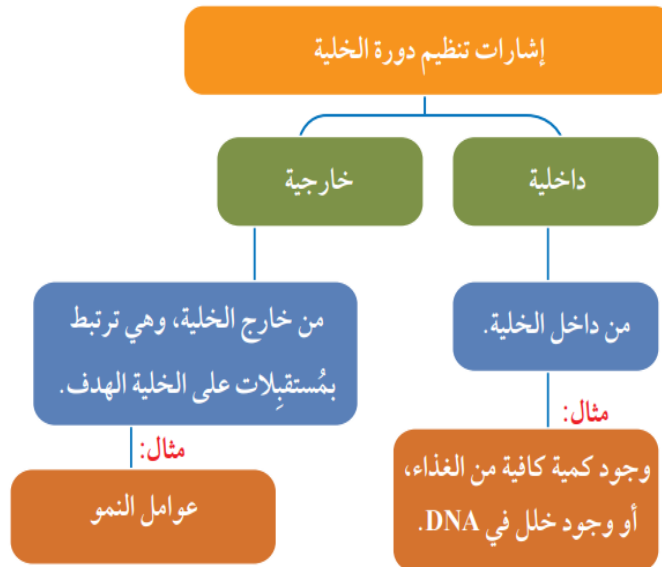 إشارات تنظيم دورة الخلية
داخلية
خارجية
من داخل الخلية.
من خارج الخلية، وهي ترتبط
بمُستقبِلات على الخلية الهدف.
مثال:
مثال:
وجود كمية كافية من الغذاء،
أو وجود خلل في DNA.
عوامل النمو